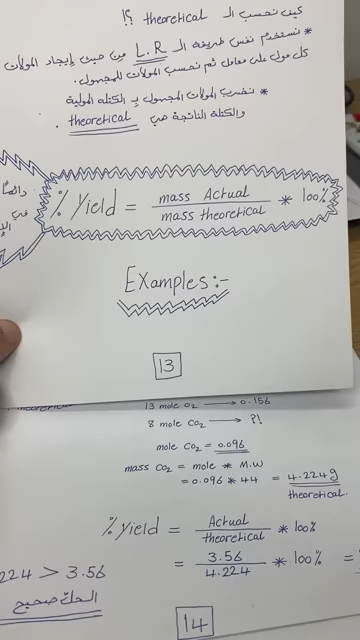 كيف نحسب الـ theoretical ؟!
* نستخدم نفس طريقة الـ L.R من حيث إيجاد المولات
كل مول على معامل ثم نحسب المولات للمجهول.
* نضرب المولات المجهول بـ الكتلة المولية
والكتلة الناتجة هي theoretical .
دائمًا
في
% Yield = mass Actual / mass theoretical * 100%
Examples:-
13
13 mole O₂ → 0.156
8 mole CO₂ → ?!
mole CO₂ = 0.096
mass CO₂ = mole * M.W
= 0.096 * 44 = 4.224g
theoretical.
% Yield = Actual / theoretical * 100%
= 3.56 / 4.224 * 100% =
224 > 3.56
الحل صحيح
14